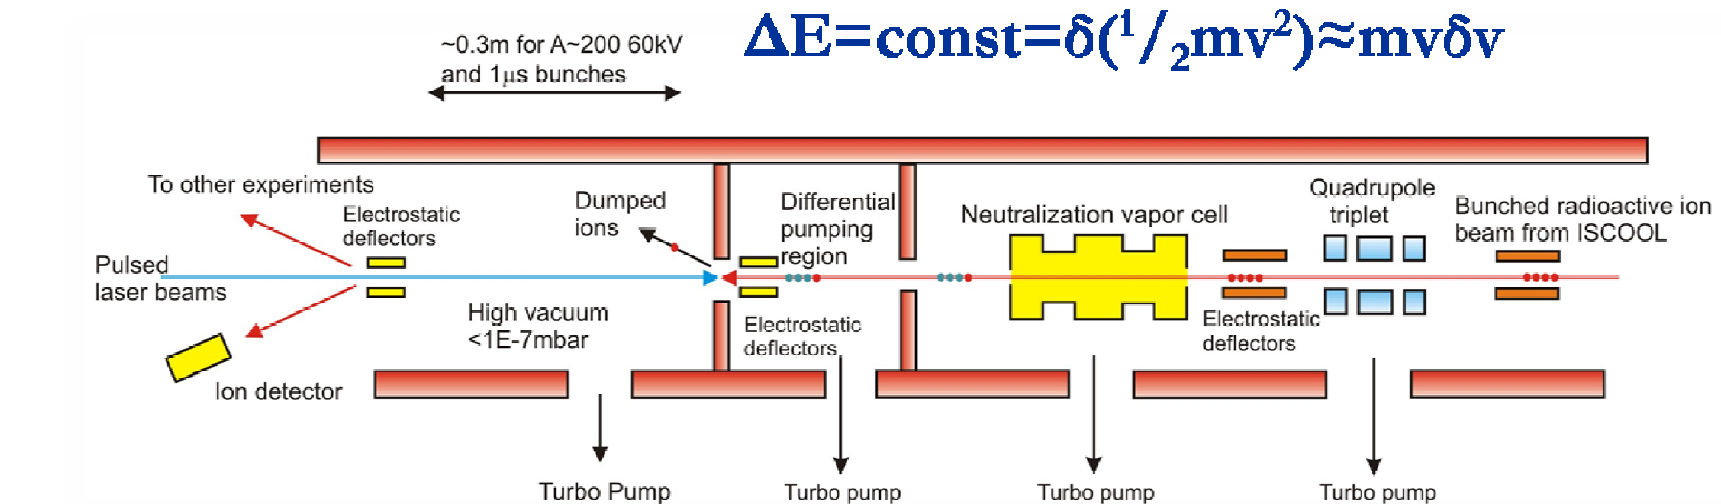 ~0.3m for A~200 60kV
and 1μs bunches
ΔE=const=δ(¹/₂mv²)≈mvδv
To other experiments
Electrostatic
deflectors
Dumped
ions
Differential
pumping
region
Neutralization vapor cell
Quadrupole
triplet
Bunched radioactive ion
beam from ISCOOL
Pulsed
laser beams
High vacuum
<1E-7mbar
Electrostatic
deflectors
Electrostatic
deflectors
Ion detector
Turbo Pump
Turbo pump
Turbo pump
Turbo pump